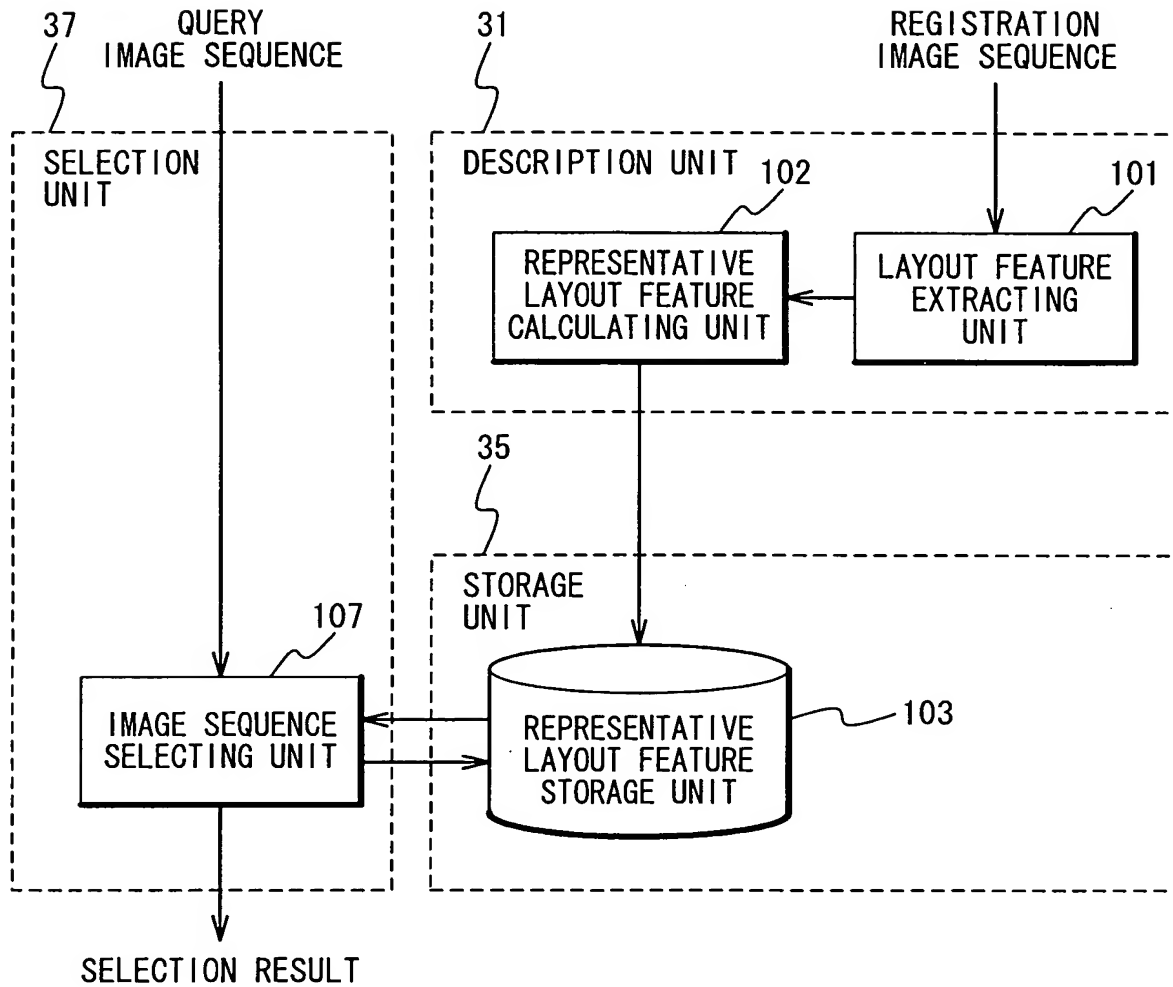 37
QUERY
IMAGE SEQUENCE
31
REGISTRATION
IMAGE SEQUENCE
SELECTION
UNIT
DESCRIPTION UNIT
102
101
REPRESENTATIVE
LAYOUT FEATURE
CALCULATING UNIT
LAYOUT FEATURE
EXTRACTING
UNIT
35
STORAGE
UNIT
107
IMAGE SEQUENCE
SELECTING UNIT
REPRESENTATIVE
LAYOUT FEATURE
STORAGE UNIT
103
SELECTION RESULT